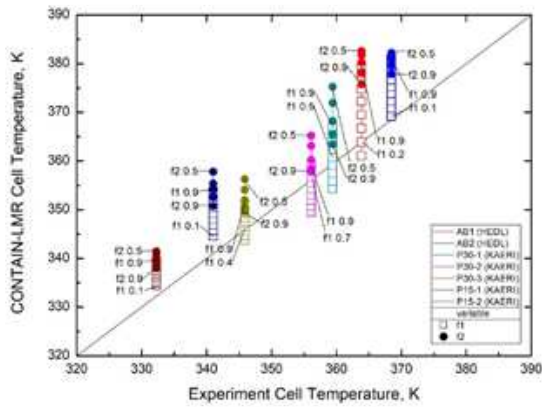 CONTAIN-LMR Cell Temperature, K
390
380
370
360
350
340
330
320
320
330
340
350
360
370
380
390
Experiment Cell Temperature, K
f2 0.5
f1 0.9
f2 0.9
f1 0.1
f2 0.5
f1 0.9
f2 0.9
f1 0.1
f2 0.5
f2 0.9
f1 0.9
f1 0.4
f2 0.5
f2 0.9
f1 0.9
f1 0.7
f1 0.9
f2 0.5
f2 0.9
f2 0.5
f2 0.9
f1 0.9
f1 0.2
f2 0.5
f2 0.9
f1 0.9
f1 0.1
AB1 (HEDL)
AB2 (HEDL)
P30-1 (KAERI)
P30-2 (KAERI)
P30-3 (KAERI)
P15-1 (KAERI)
P15-2 (KAERI)
variable
f1
f2